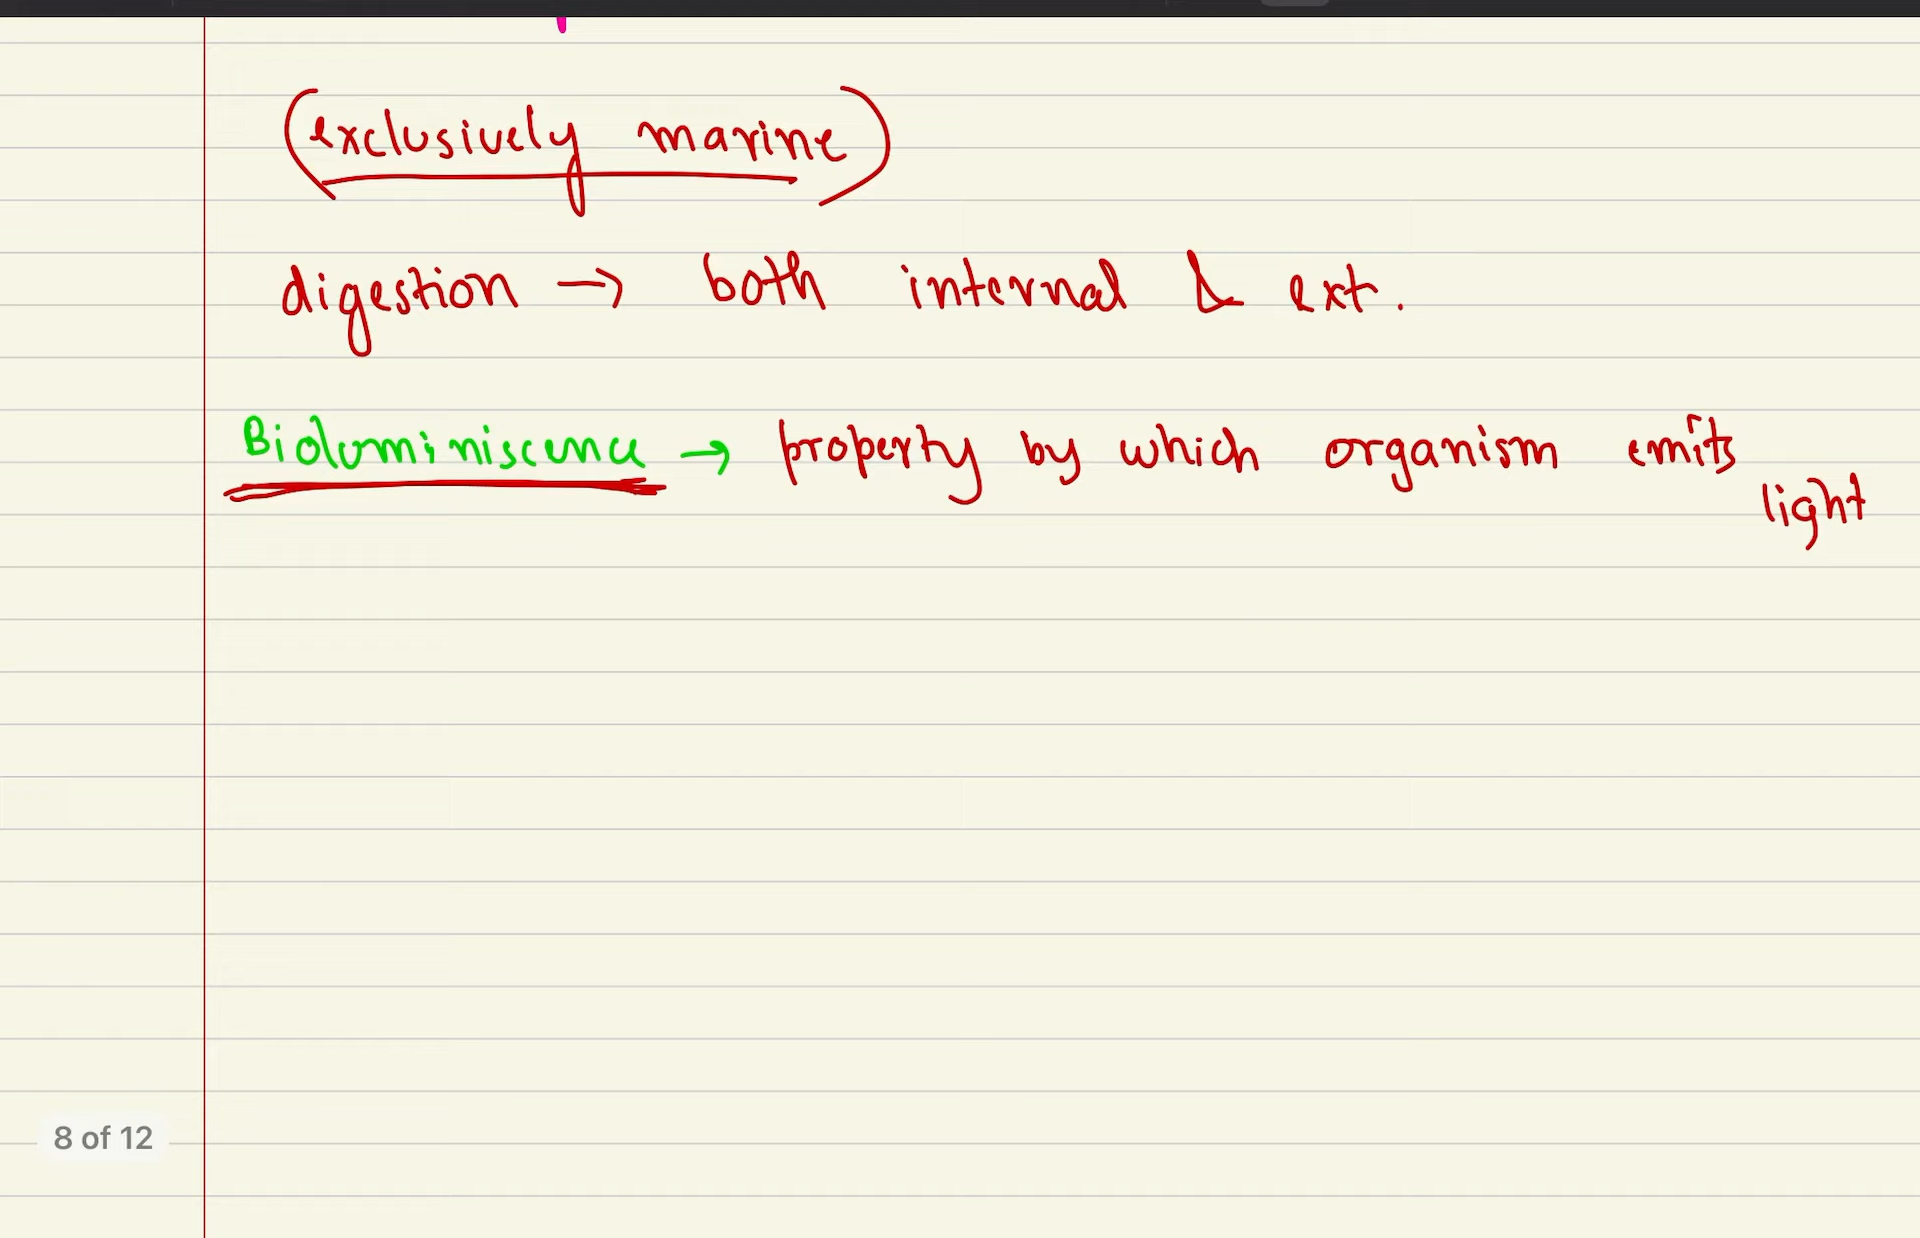 (exclusively marine)
digestion → both internal & ext.
Bioluminiscence → property by which organism emits
light
8 of 12